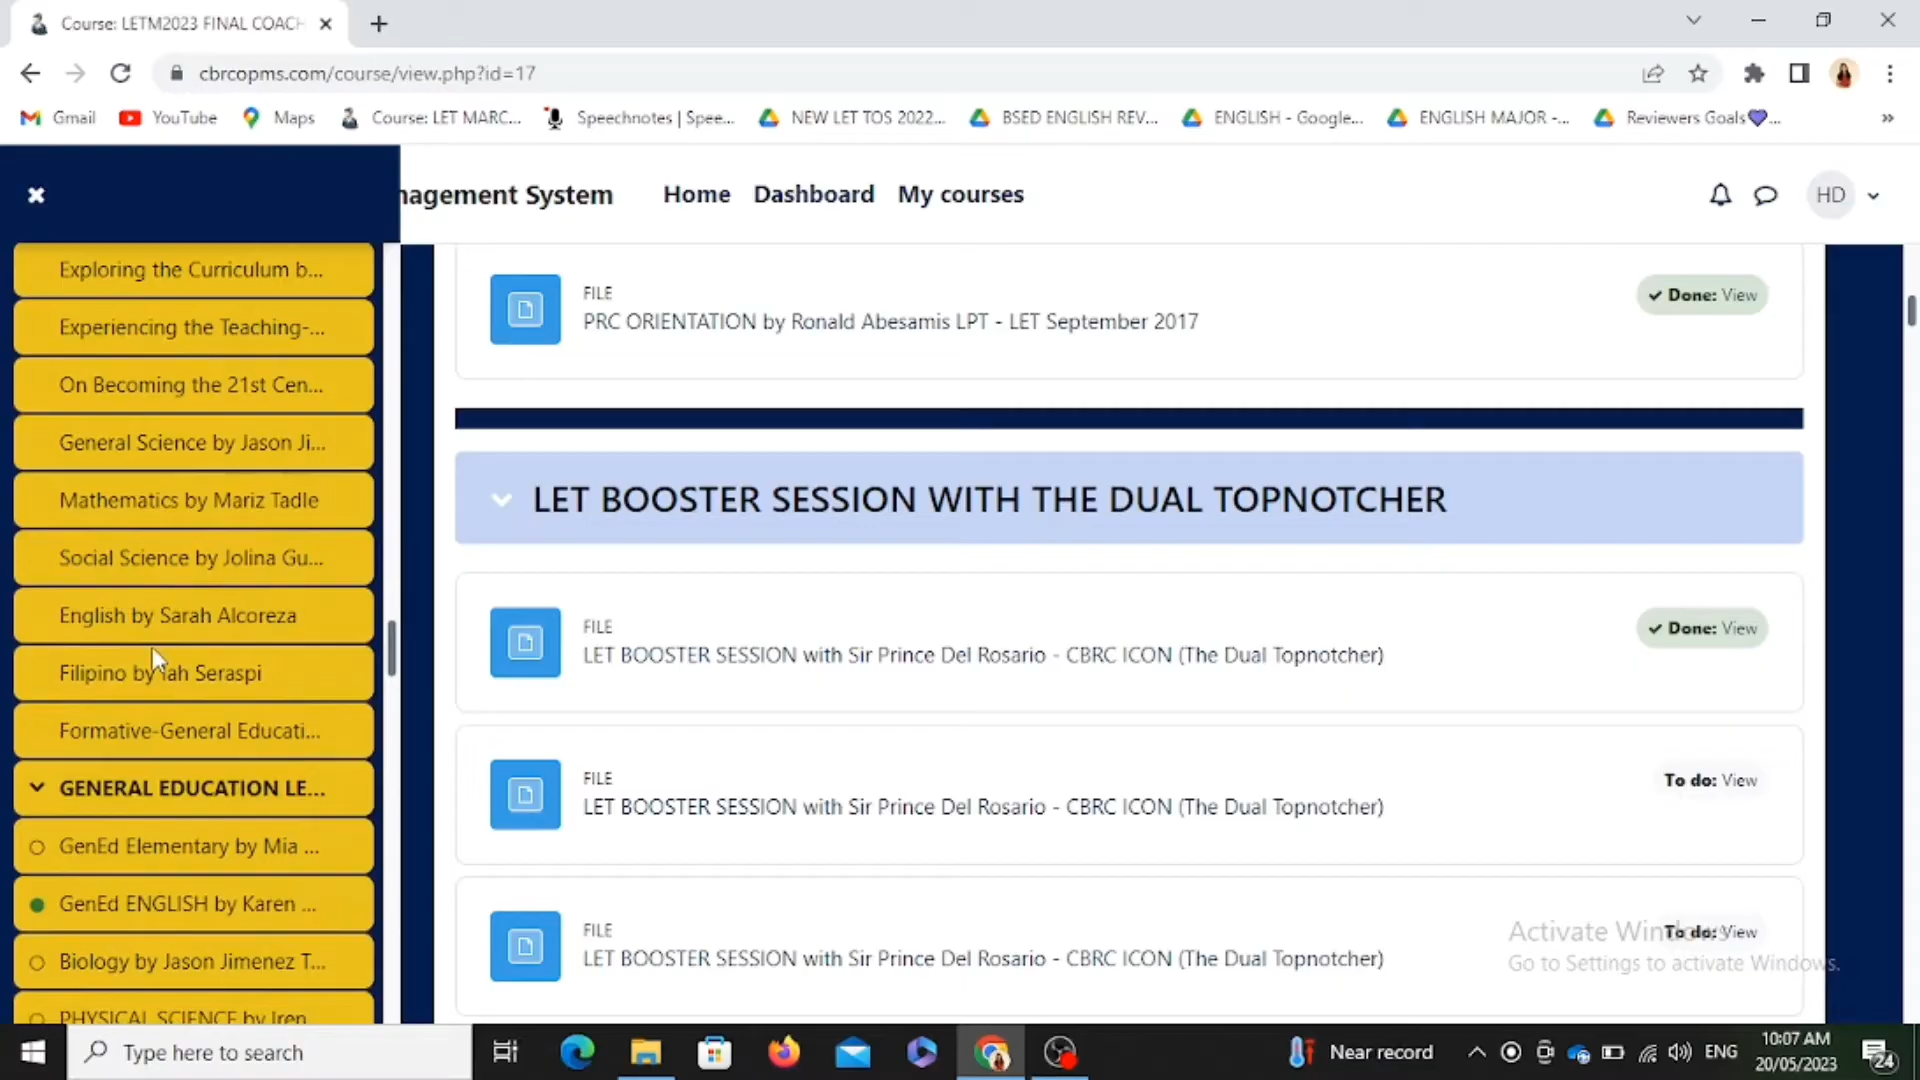 Course: LETM2023 FINAL COACH
cbrcopms.com/course/view.php?id=17
Gmail
YouTube
Maps
Course: LET MARC...
Speechnotes | Spee...
NEW LET TOS 2022...
BSED ENGLISH REV...
ENGLISH - Google...
ENGLISH MAJOR -...
Reviewers Goals💜...
nagement System
Home
Dashboard
My courses
HD
Exploring the Curriculum b...
Experiencing the Teaching-...
On Becoming the 21st Cen...
General Science by Jason Ji...
Mathematics by Mariz Tadle
Social Science by Jolina Gu...
English by Sarah Alcoreza
Filipino by Iah Seraspi
Formative-General Educati...
GENERAL EDUCATION LE...
GenEd Elementary by Mia ...
GenEd ENGLISH by Karen ...
Biology by Jason Jimenez T...
PHYSICAL SCIENCE by Iren
FILE
PRC ORIENTATION by Ronald Abesamis LPT - LET September 2017
Done: View
LET BOOSTER SESSION WITH THE DUAL TOPNOTCHER
FILE
LET BOOSTER SESSION with Sir Prince Del Rosario - CBRC ICON (The Dual Topnotcher)
Done: View
FILE
LET BOOSTER SESSION with Sir Prince Del Rosario - CBRC ICON (The Dual Topnotcher)
To do: View
FILE
LET BOOSTER SESSION with Sir Prince Del Rosario - CBRC ICON (The Dual Topnotcher)
To do: View
Activate Windows
Go to Settings to activate Windows.
Type here to search
Near record
ENG
10:07 AM
20/05/2023
24